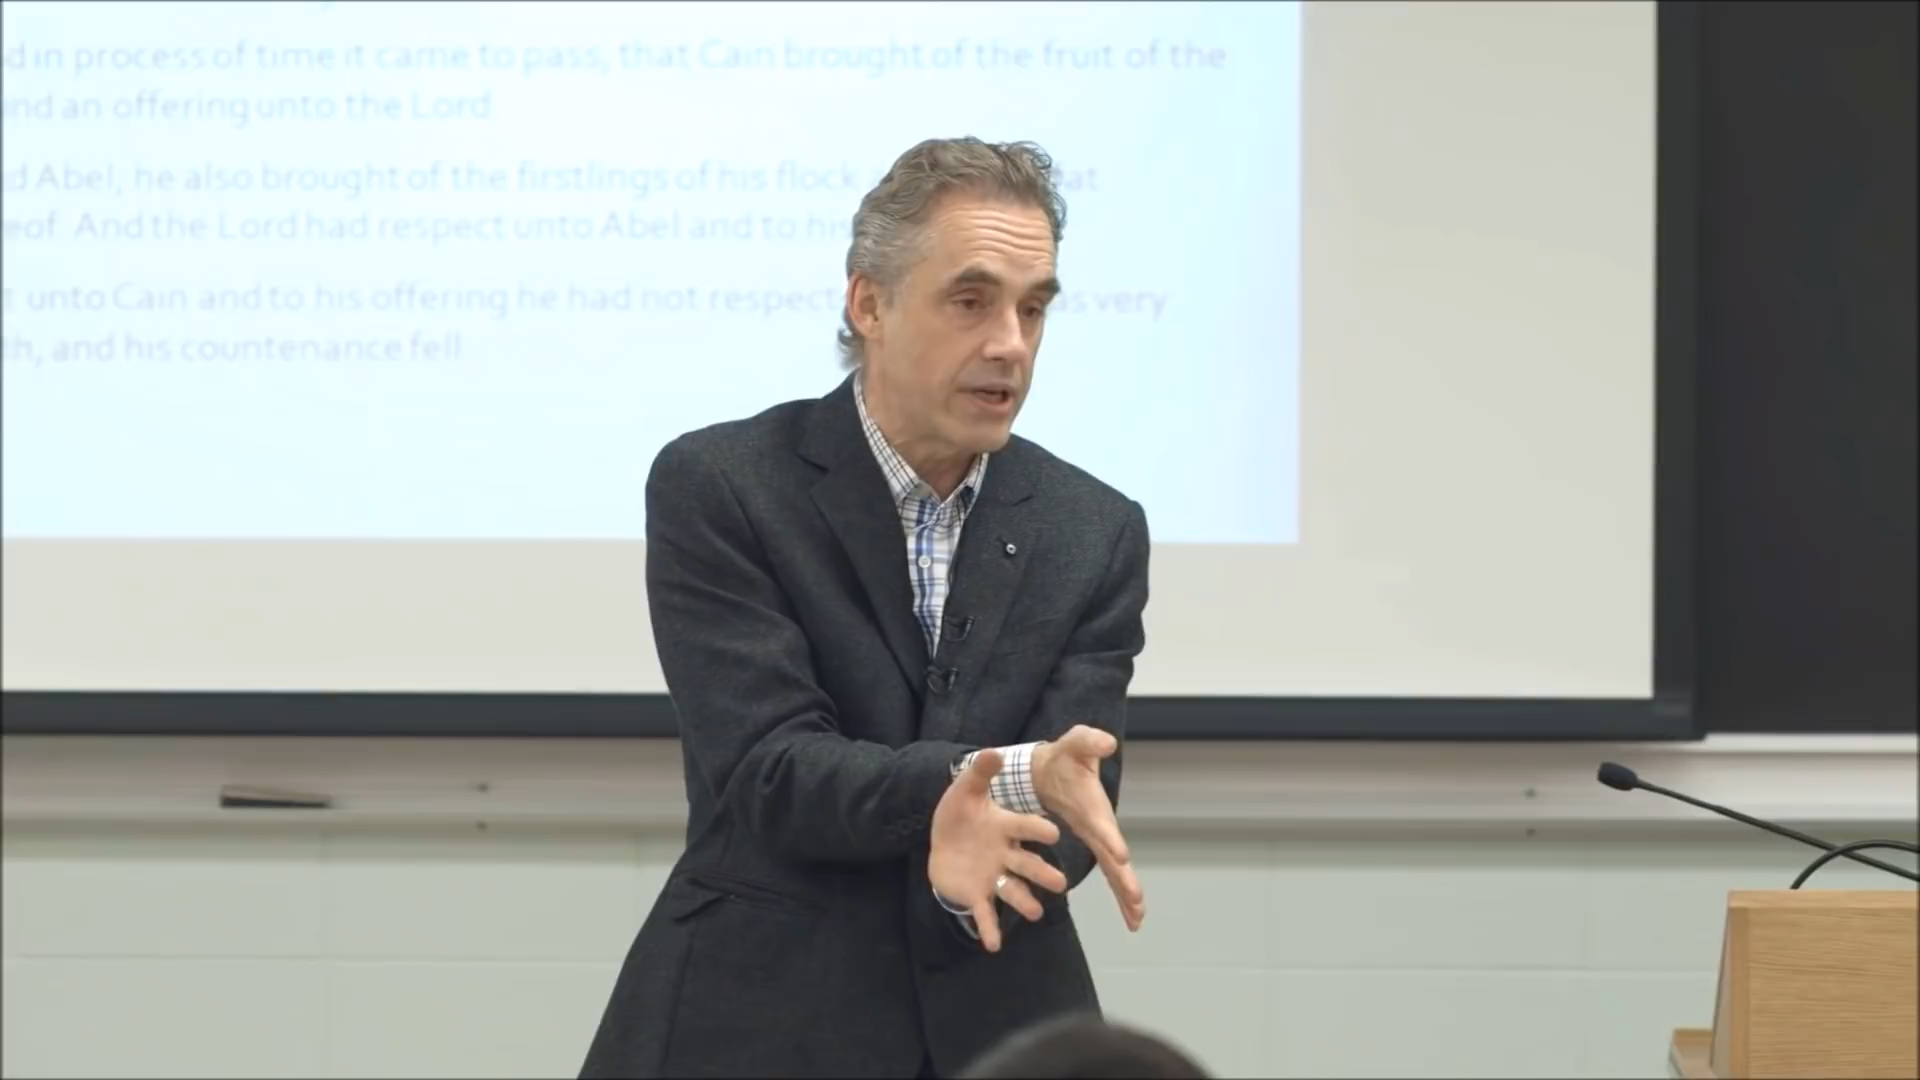 d in process of time it came to pass, that Cain brought of the fruit of the
und an offering unto the Lord
d Abel, he also brought of the firstlings of his flock
eof. And the Lord had respect unto Abel and to his
t unto Cain and to his offering he had not respect as very
th, and his countenance fell